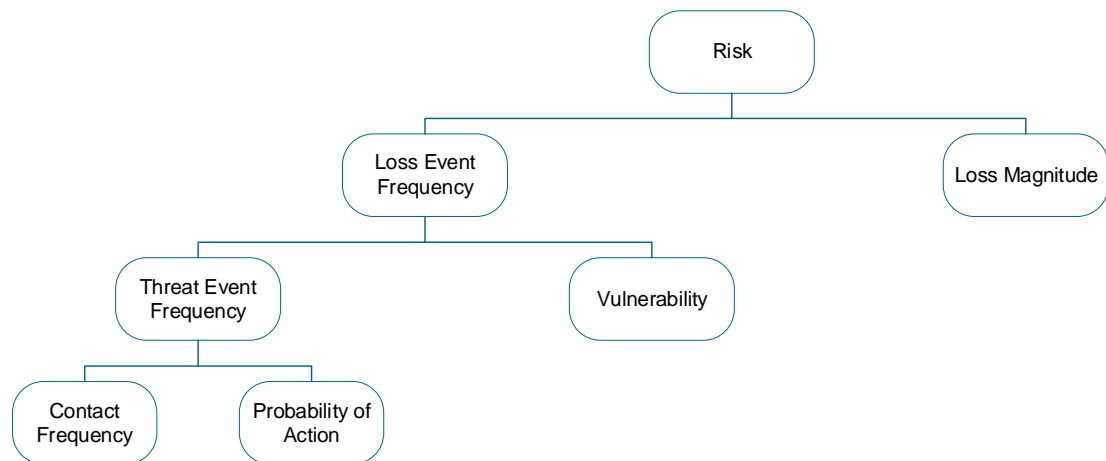 Risk
Loss Event
Frequency
Loss Magnitude
Threat Event
Frequency
Vulnerability
Contact
Frequency
Probability of
Action